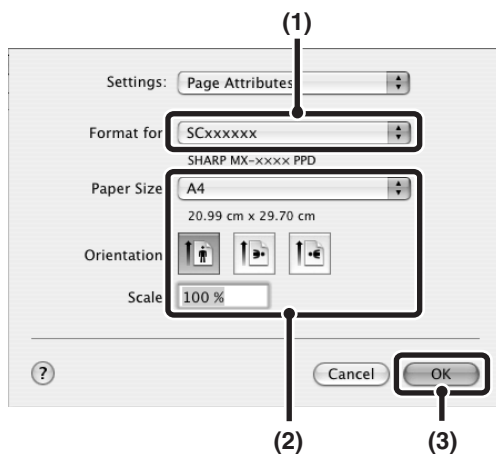 (1)
Settings: Page Attributes
Format for SCxxxxxx
SHARP MX-×××× PPD
Paper Size A4
20.99 cm x 29.70 cm
Orientation
Scale 100 %
? Cancel OK
(2) (3)